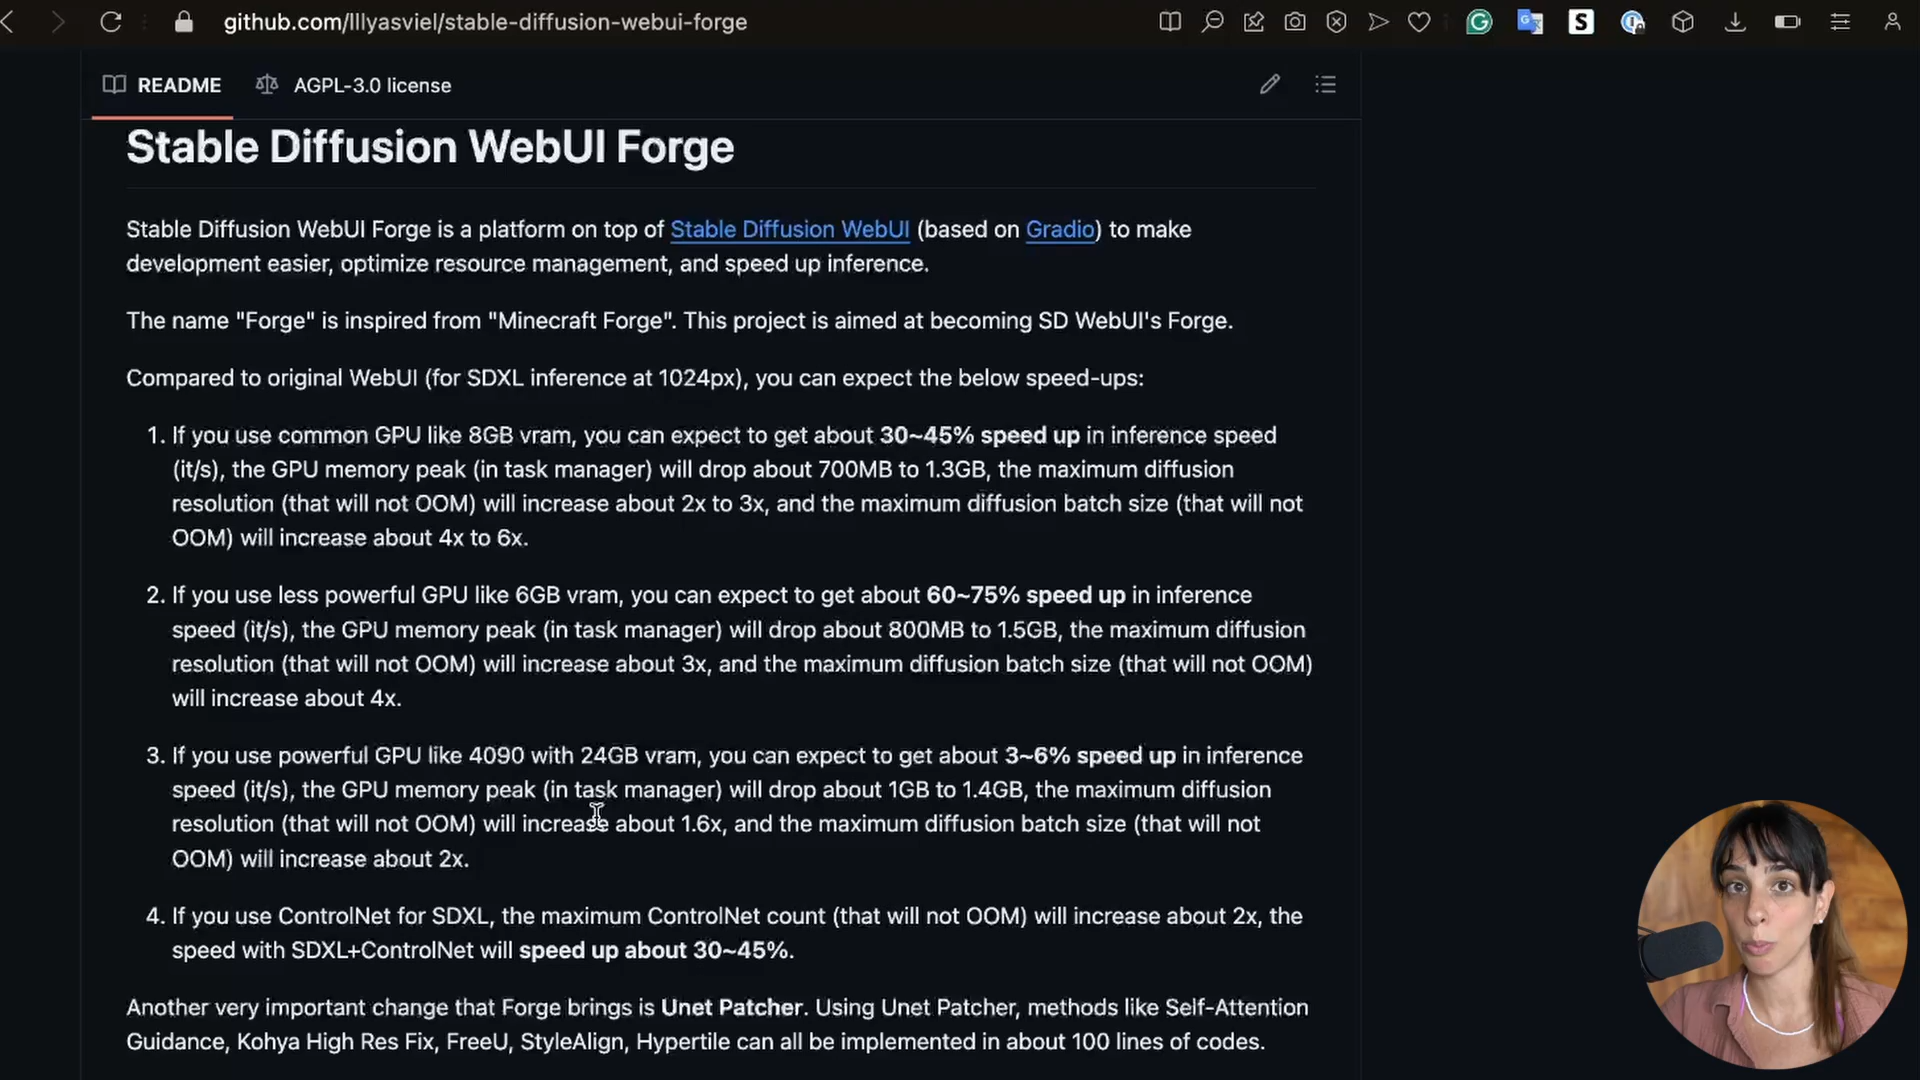 github.com/lllyasviel/stable-diffusion-webui-forge
README
AGPL-3.0 license
Stable Diffusion WebUI Forge
Stable Diffusion WebUI Forge is a platform on top of Stable Diffusion WebUI (based on Gradio) to make
development easier, optimize resource management, and speed up inference.
The name "Forge" is inspired from "Minecraft Forge". This project is aimed at becoming SD WebUI's Forge.
Compared to original WebUI (for SDXL inference at 1024px), you can expect the below speed-ups:
1. If you use common GPU like 8GB vram, you can expect to get about 30~45% speed up in inference speed
(it/s), the GPU memory peak (in task manager) will drop about 700MB to 1.3GB, the maximum diffusion
resolution (that will not OOM) will increase about 2x to 3x, and the maximum diffusion batch size (that will not
OOM) will increase about 4x to 6x.
2. If you use less powerful GPU like 6GB vram, you can expect to get about 60~75% speed up in inference
speed (it/s), the GPU memory peak (in task manager) will drop about 800MB to 1.5GB, the maximum diffusion
resolution (that will not OOM) will increase about 3x, and the maximum diffusion batch size (that will not OOM)
will increase about 4x.
3. If you use powerful GPU like 4090 with 24GB vram, you can expect to get about 3~6% speed up in inference
speed (it/s), the GPU memory peak (in task manager) will drop about 1GB to 1.4GB, the maximum diffusion
resolution (that will not OOM) will increase about 1.6x, and the maximum diffusion batch size (that will not
OOM) will increase about 2x.
4. If you use ControlNet for SDXL, the maximum ControlNet count (that will not OOM) will increase about 2x, the
speed with SDXL+ControlNet will speed up about 30~45%.
Another very important change that Forge brings is Unet Patcher. Using Unet Patcher, methods like Self-Attention
Guidance, Kohya High Res Fix, FreeU, StyleAlign, Hypertile can all be implemented in about 100 lines of codes.